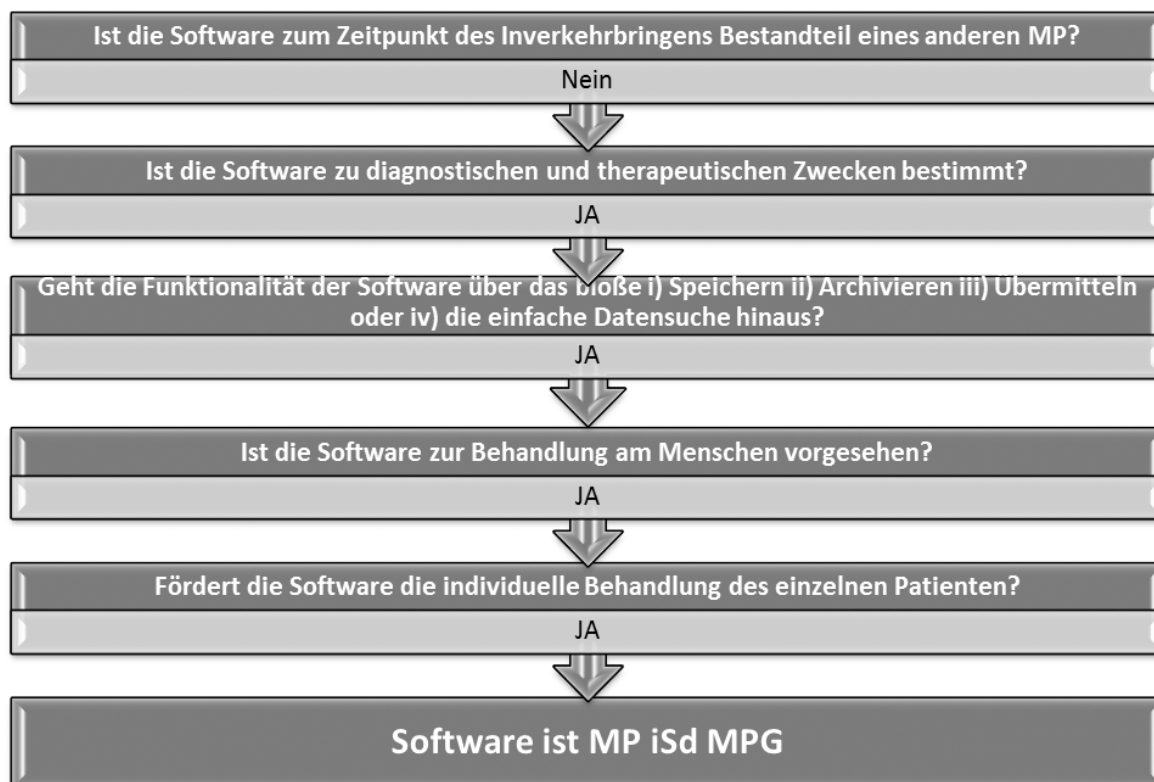 Ist die Software zum Zeitpunkt des Inverkehrbringens Bestandteil eines anderen MP?
Nein
Ist die Software zu diagnostischen und therapeutischen Zwecken bestimmt?
JA
Geht die Funktionalität der Software über das bloße i) Speichern ii) Archivieren iii) Übermitteln
oder iv) die einfache Datensuche hinaus?
JA
Ist die Software zur Behandlung am Menschen vorgesehen?
JA
Fördert die Software die individuelle Behandlung des einzelnen Patienten?
JA
Software ist MP iSd MPG